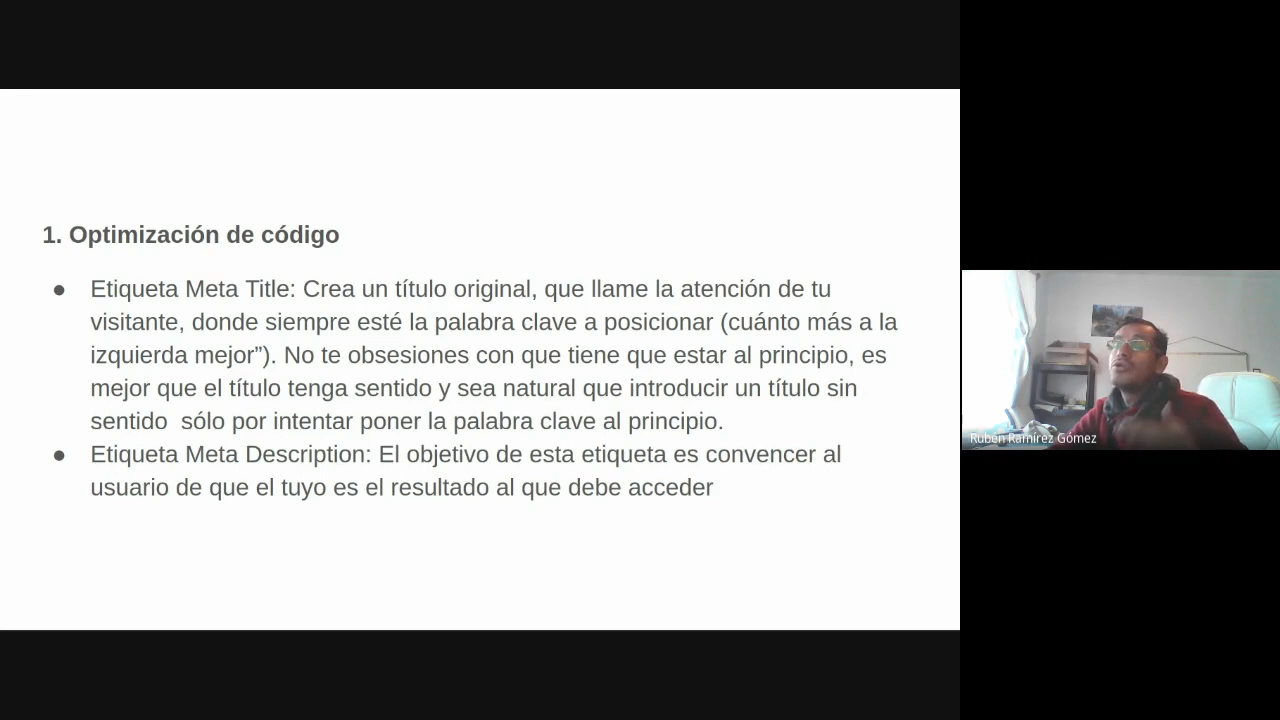 1. Optimización de código
● Etiqueta Meta Title: Crea un título original, que llame la atención de tu
visitante, donde siempre esté la palabra clave a posicionar (cuánto más a la
izquierda mejor”). No te obsesiones con que tiene que estar al principio, es
mejor que el título tenga sentido y sea natural que introducir un título sin
sentido  sólo por intentar poner la palabra clave al principio.
● Etiqueta Meta Description: El objetivo de esta etiqueta es convencer al
usuario de que el tuyo es el resultado al que debe acceder
Rubén Ramírez Gómez